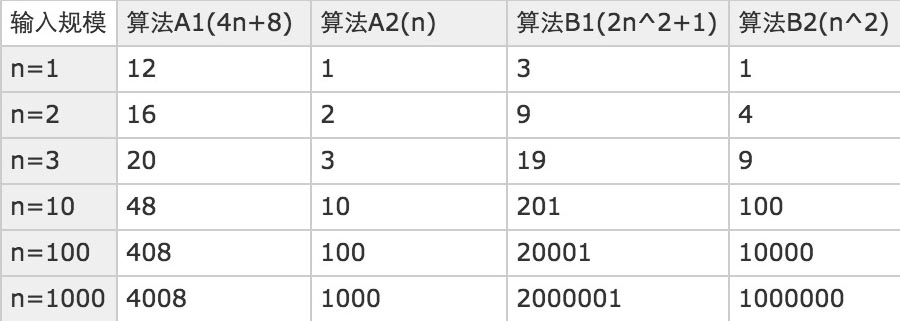 输入规模 算法A1(4n+8) 算法A2(n) 算法B1(2n^2+1) 算法B2(n^2)
n=1 12 1 3 1
n=2 16 2 9 4
n=3 20 3 19 9
n=10 48 10 201 100
n=100 408 100 20001 10000
n=1000 4008 1000 2000001 1000000